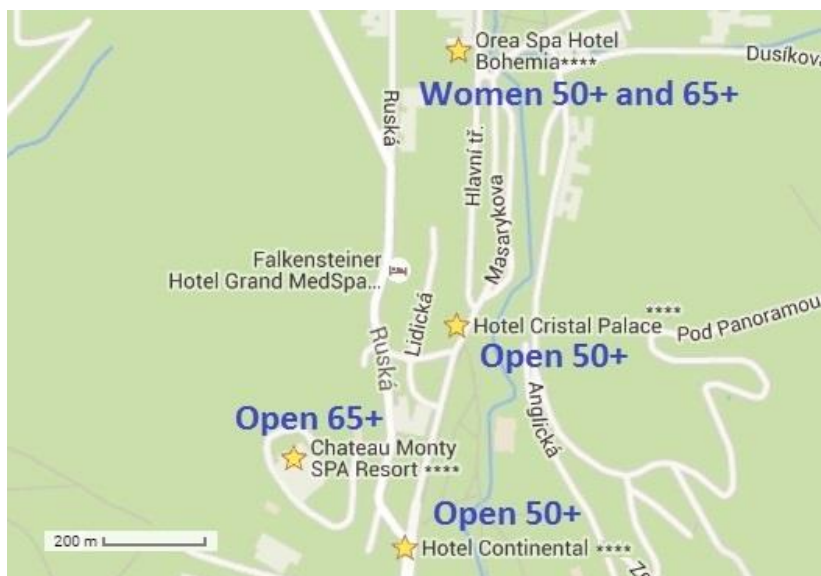 Orea Spa Hotel
Bohemia****
Dusíkova
Women 50+ and 65+
Ruská
Hlavní tř.
Masarykova
Falkensteiner
Hotel Grand MedSpa...
Lidická
Ruská
****
Hotel Cristal Palace
Pod Panoramou
Open 50+
Anglická
Open 65+
Chateau Monty
SPA Resort ****
Open 50+
200 m
Hotel Continental ****